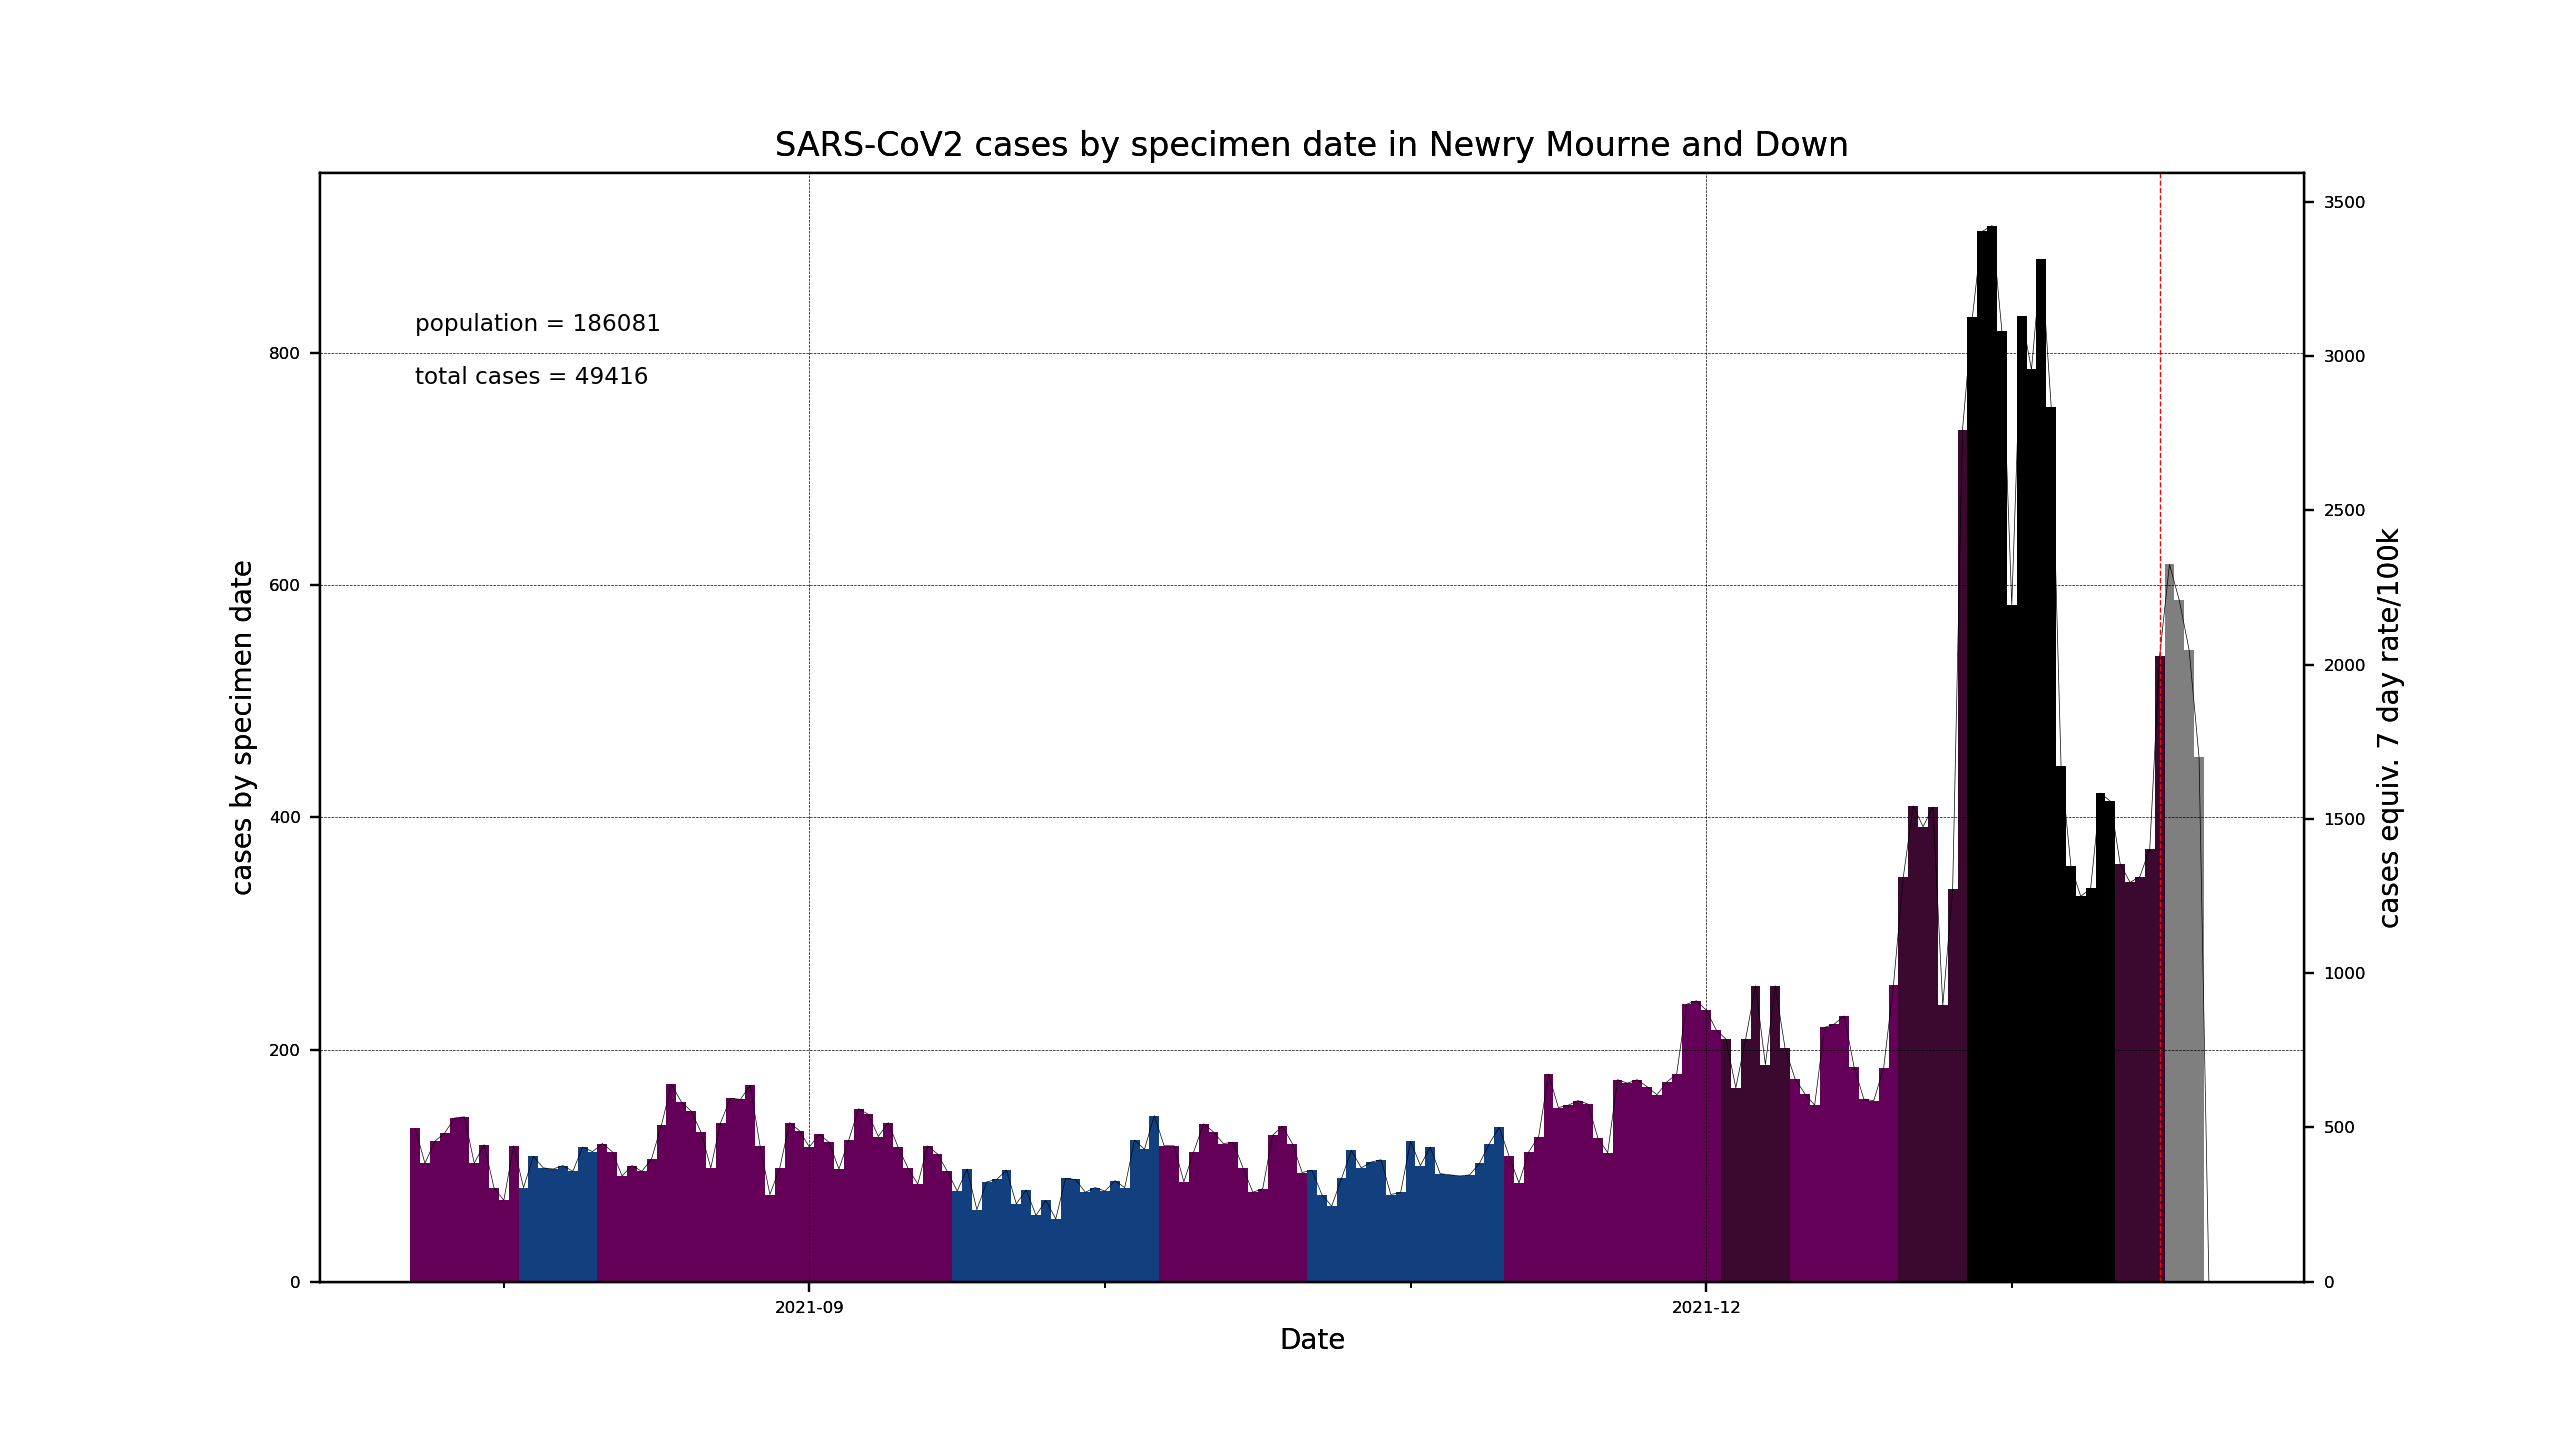 SARS-CoV2 cases by specimen date in Newry Mourne and Down
population = 186081
total cases = 49416
cases by specimen date
800
600
400
200
0
3500
3000
2500
2000
1500
1000
500
0
cases equiv. 7 day rate/100k
2021-09
2021-12
Date